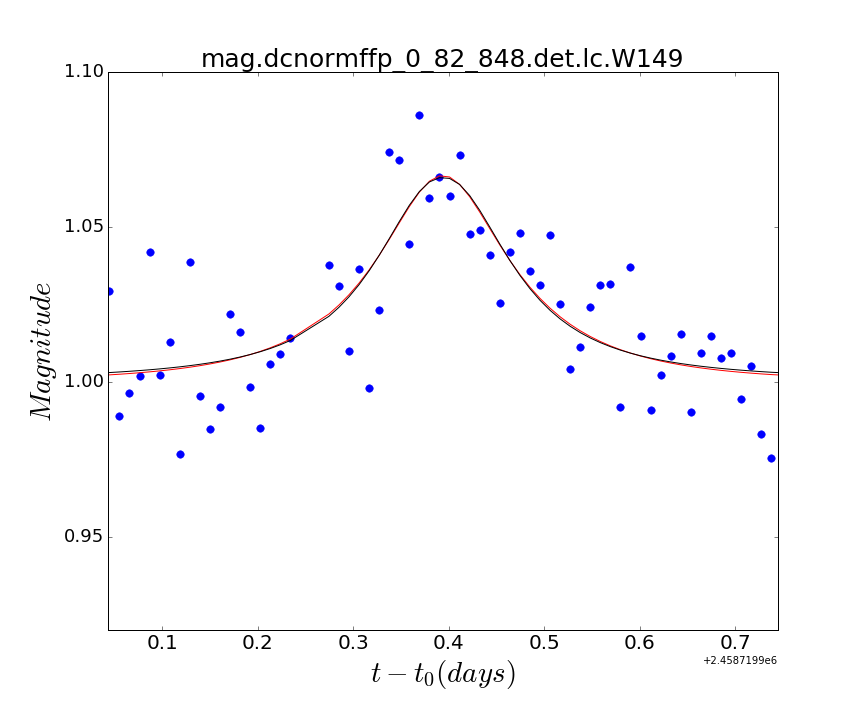 mag.dcnormffp_0_82_848.det.lc.W149
1.10
1.05
1.00
0.95
Magnitude
0.1 0.2 0.3 0.4 0.5 0.6 0.7
+2.4587199e6
t − t₀(days)